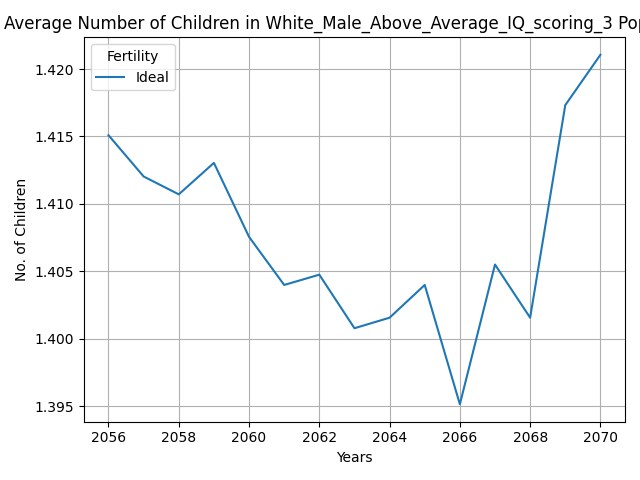 Average Number of Children in White_Male_Above_Average_IQ_scoring_3 Pop
Fertility
Ideal
1.420
1.415
1.410
1.405
1.400
1.395
No. of Children
2056 2058 2060 2062 2064 2066 2068 2070
Years